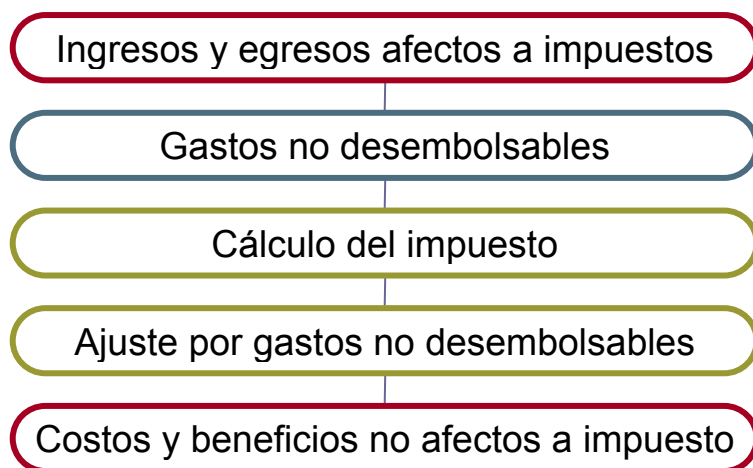 Ingresos y egresos afectos a impuestos
Gastos no desembolsables
Cálculo del impuesto
Ajuste por gastos no desembolsables
Costos y beneficios no afectos a impuesto